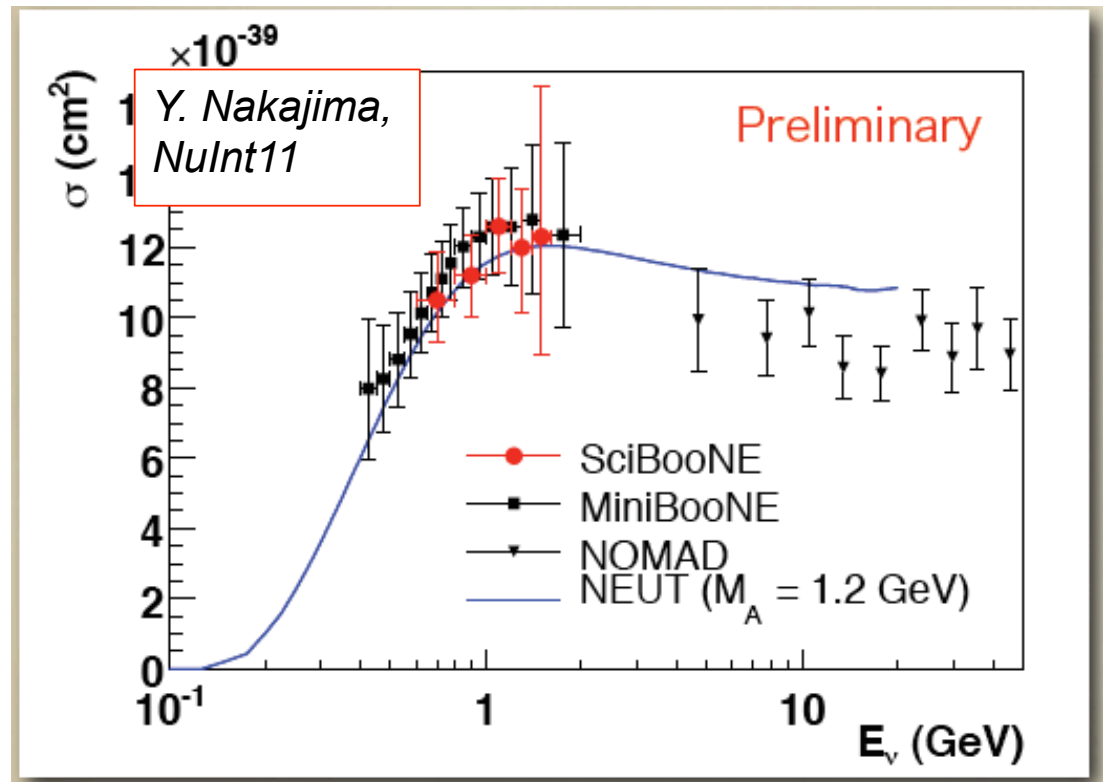 ×10⁻³⁹
Y. Nakajima,
NuInt11
Preliminary
σ (cm²)
12
10
8
6
4
2
0
SciBooNE
MiniBooNE
NOMAD
NEUT (M_A = 1.2 GeV)
10⁻¹ 1 10
E_ν (GeV)